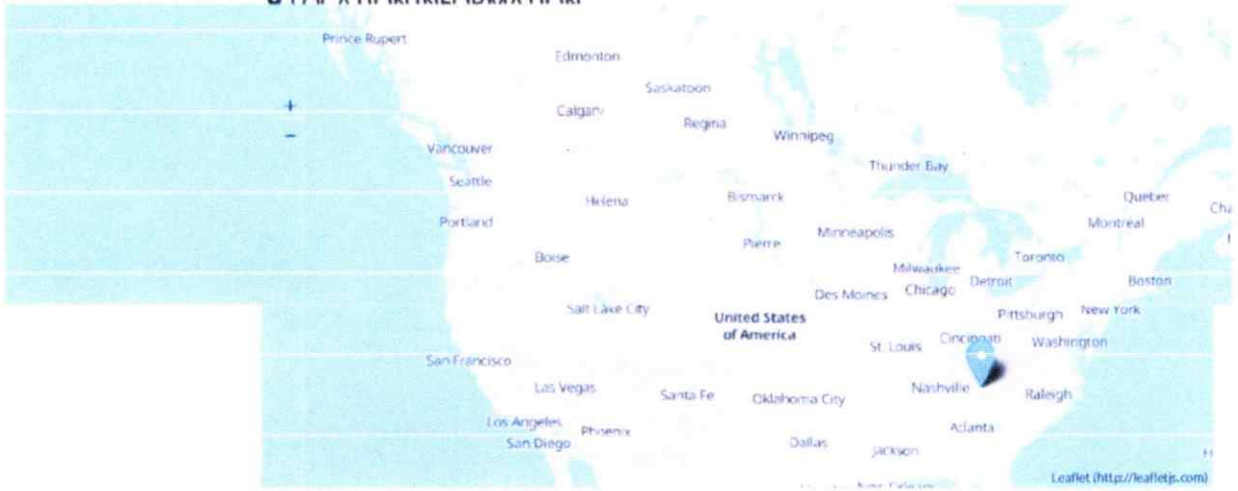 Prince Rupert
Edmonton
Saskatoon
+
Calgary
Regina
Winnipeg
−
Vancouver
Thunder Bay
Seattle
Helena
Bismarck
Quebec
Cha
Portland
Minneapolis
Montreal
Pierre
Boise
Toronto
Milwaukee
Detroit
Boston
Des Moines
Chicago
Salt Lake City
United States
of America
Pittsburgh
New York
St. Louis
Cincinnati
Washington
San Francisco
Las Vegas
Santa Fe
Oklahoma City
Nashville
Raleigh
Los Angeles
Phoenix
Atlanta
San Diego
Dallas
Jackson
H
Leaflet (http://leafletjs.com)